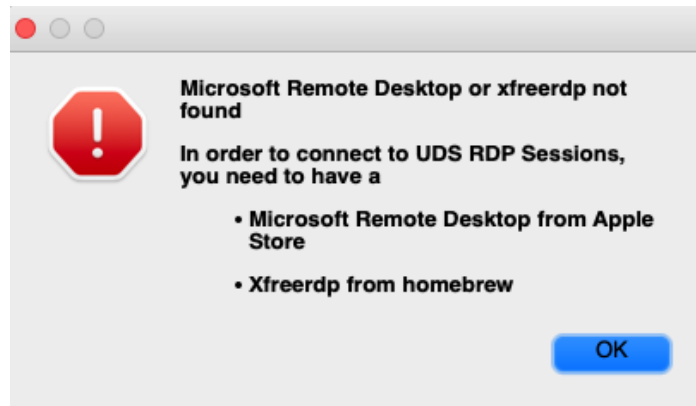 Microsoft Remote Desktop or xfreerdp not
found
In order to connect to UDS RDP Sessions,
you need to have a
• Microsoft Remote Desktop from Apple
Store
• Xfreerdp from homebrew
OK